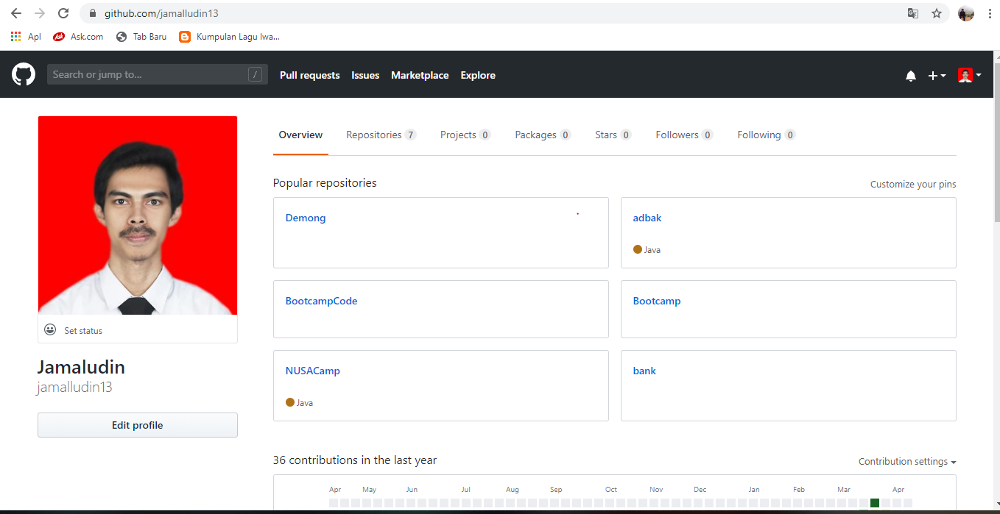 github.com/jamalludin13
Apl Ask Ask.com Tab Baru Kumpulan Lagu Iwa...
Search or jump to... / Pull requests Issues Marketplace Explore
Overview Repositories 7 Projects 0 Packages 0 Stars 0 Followers 0 Following 0
Popular repositories Customize your pins
Demong
adbak
Java
BootcampCode
Bootcamp
NUSACamp
Java
bank
Set status
Jamaludin
jamalludin13
Edit profile
36 contributions in the last year Contribution settings
Apr May Jun Jul Aug Sep Oct Nov Dec Jan Feb Mar Apr